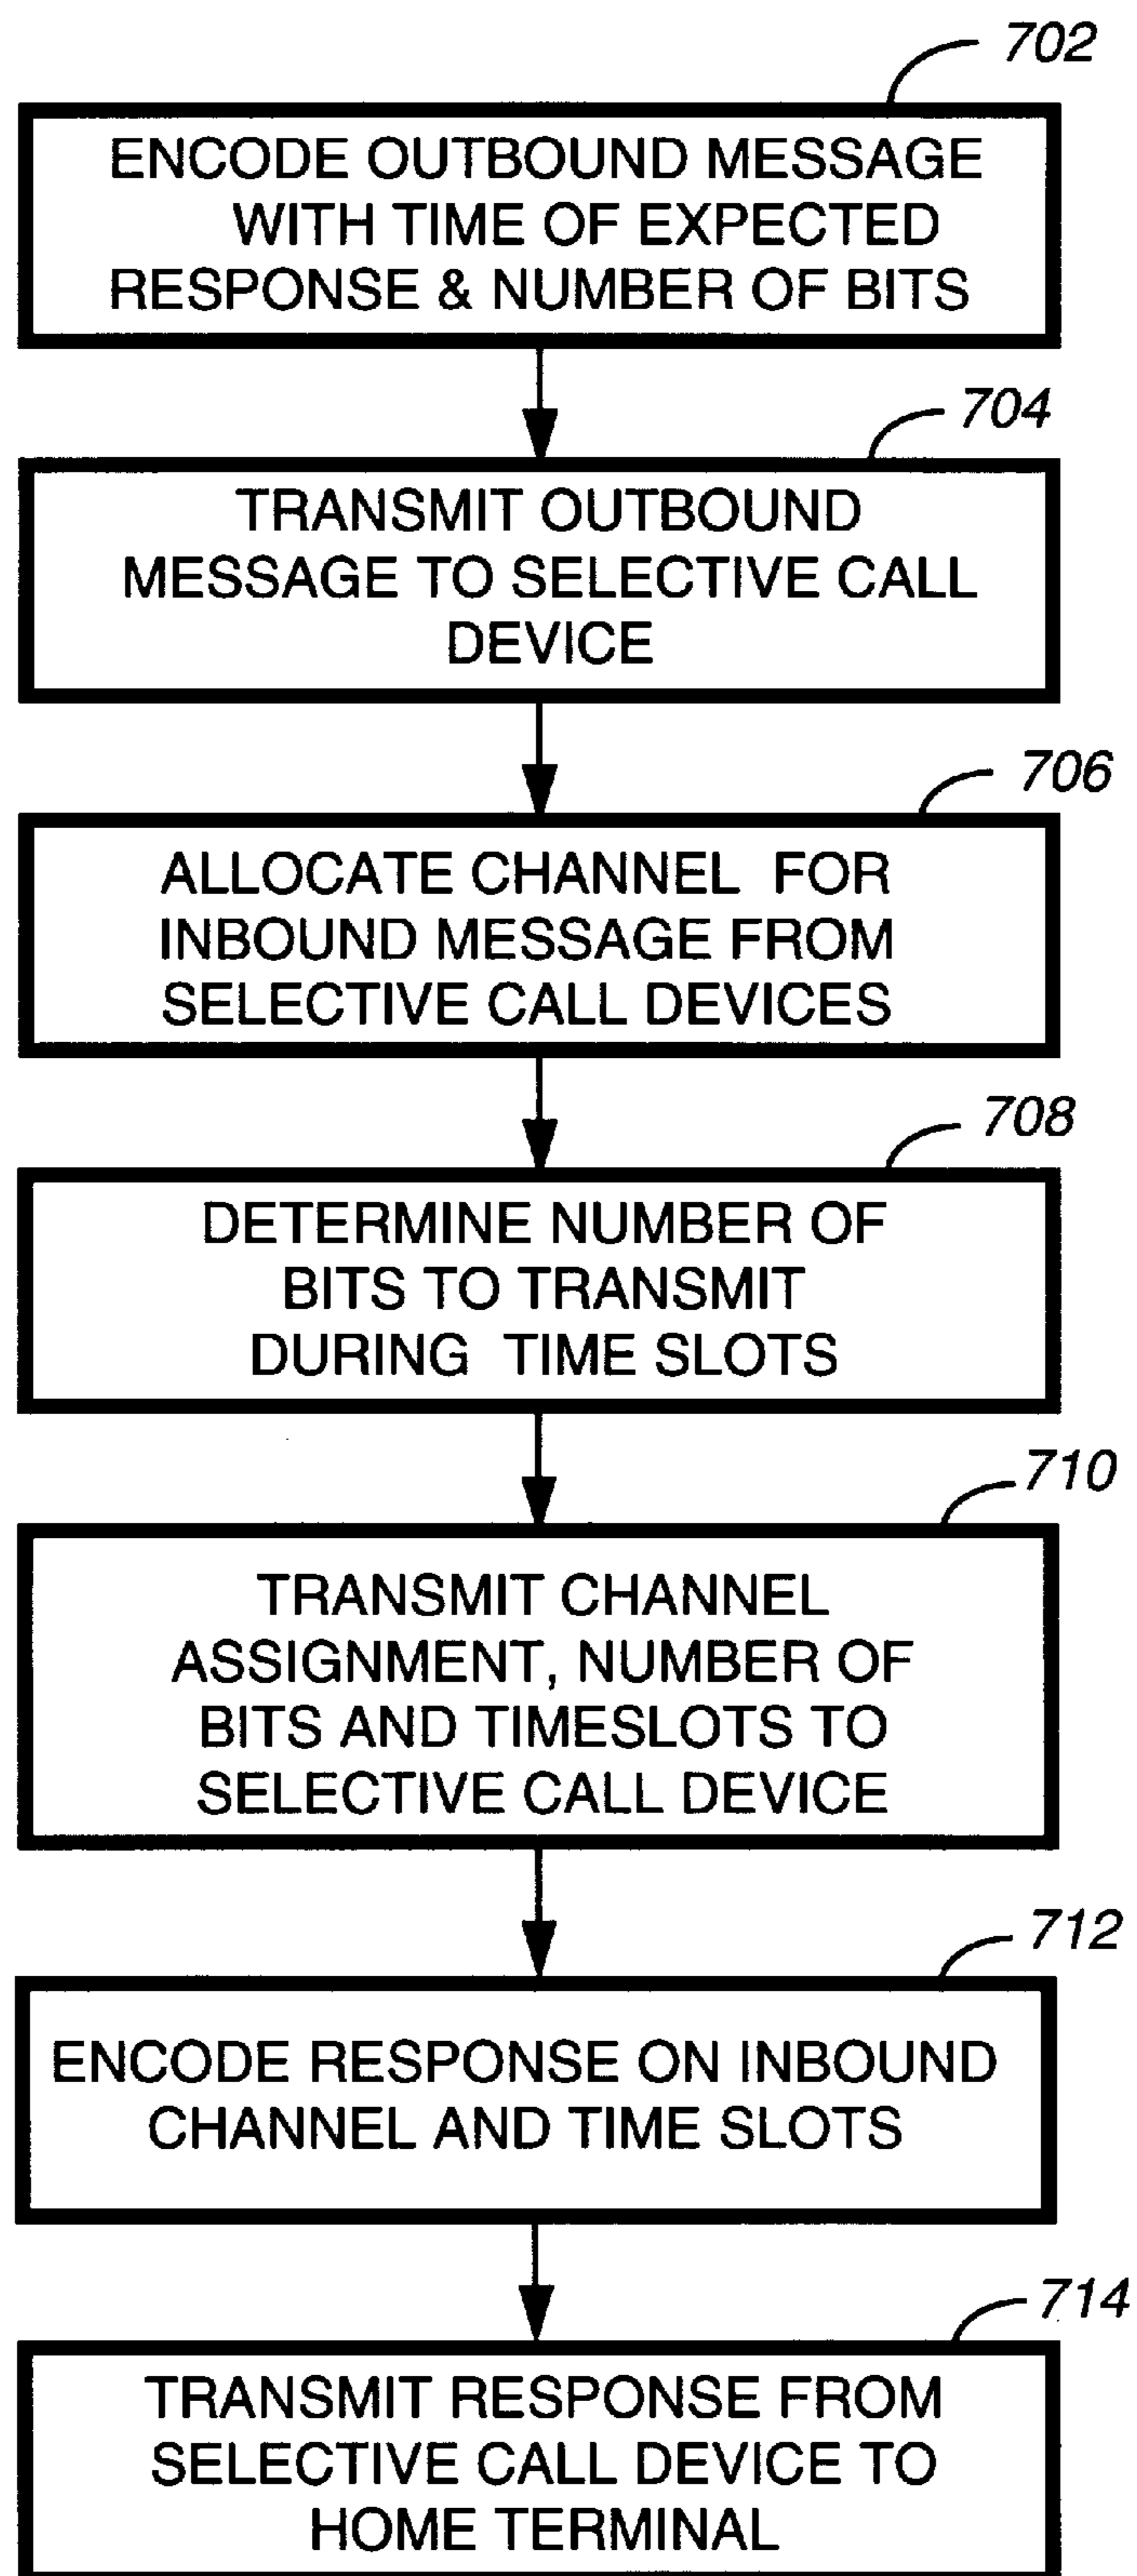 702
ENCODE OUTBOUND MESSAGE
WITH TIME OF EXPECTED
RESPONSE & NUMBER OF BITS
704
TRANSMIT OUTBOUND
MESSAGE TO SELECTIVE CALL
DEVICE
706
ALLOCATE CHANNEL FOR
INBOUND MESSAGE FROM
SELECTIVE CALL DEVICES
708
DETERMINE NUMBER OF
BITS TO TRANSMIT
DURING TIME SLOTS
710
TRANSMIT CHANNEL
ASSIGNMENT, NUMBER OF
BITS AND TIMESLOTS TO
SELECTIVE CALL DEVICE
712
ENCODE RESPONSE ON INBOUND
CHANNEL AND TIME SLOTS
714
TRANSMIT RESPONSE FROM
SELECTIVE CALL DEVICE TO
HOME TERMINAL